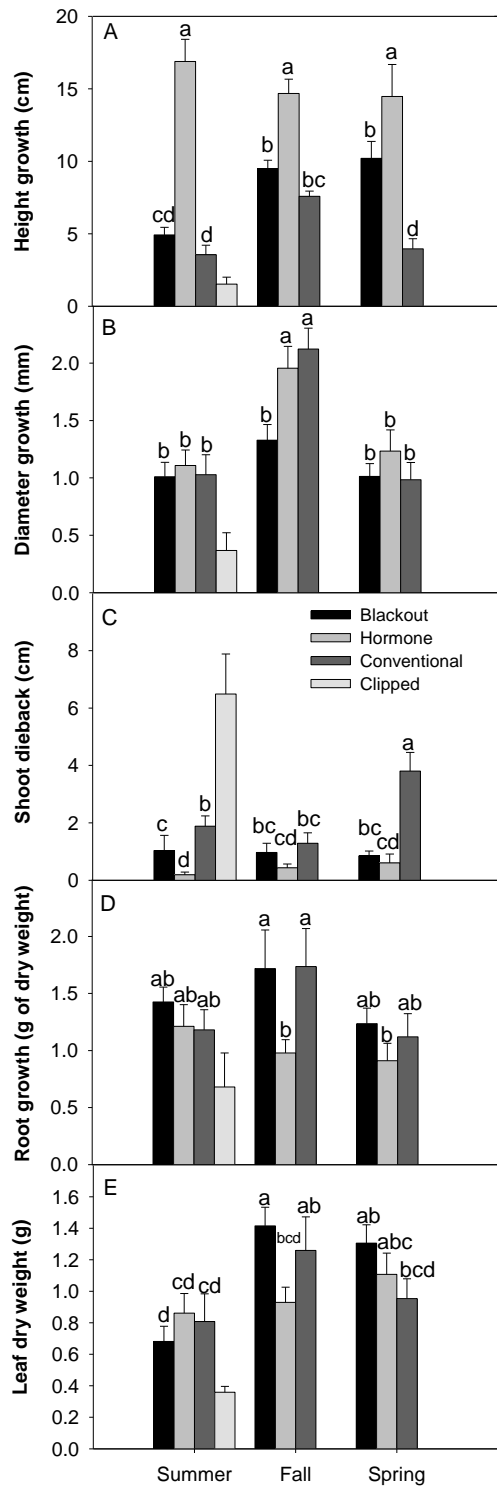 A
Height growth (cm)
20
15
10
5
0
cd
a
d
b
a
bc
b
a
d
B
Diameter growth (mm)
2.0
1.5
1.0
0.5
0.0
b
b
b
b
a
a
b
b
b
C
Shoot dieback (cm)
8
6
4
2
0
Blackout
Hormone
Conventional
Clipped
c
d
b
bc
cd
bc
bc
cd
a
D
Root growth (g of dry weight)
2.0
1.5
1.0
0.5
0.0
ab
ab
ab
a
b
a
ab
b
ab
E
Leaf dry weight (g)
1.6
1.4
1.2
1.0
0.8
0.6
0.4
0.2
0.0
d
cd
cd
a
bcd
ab
ab
abc
bcd
Summer
Fall
Spring